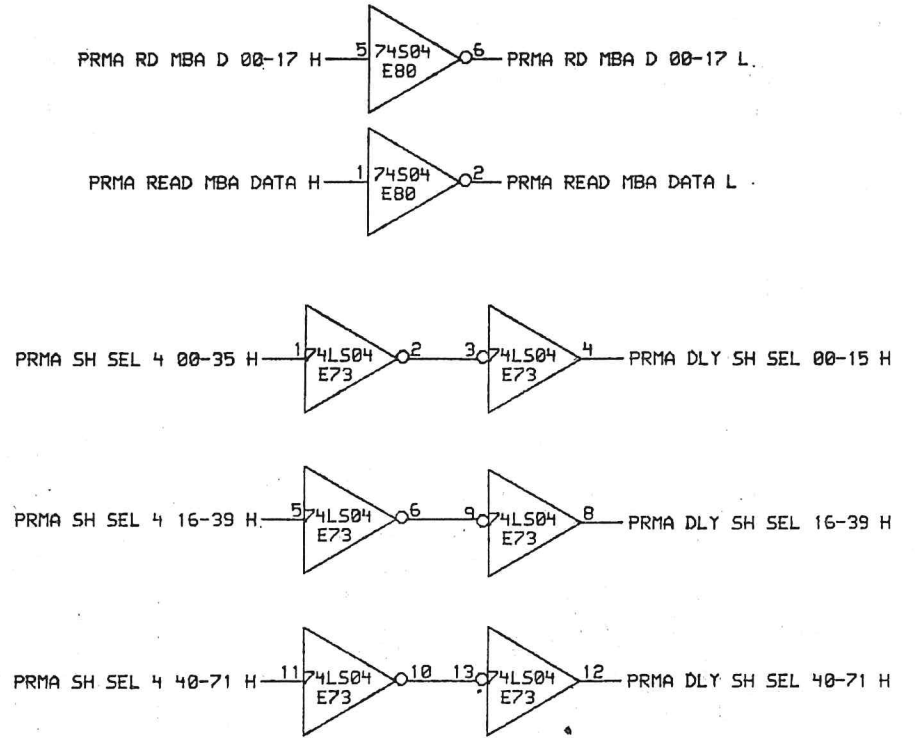 PRMA RD MBA D 00-17 H 5 74S04 6 PRMA RD MBA D 00-17 L
E80
PRMA READ MBA DATA H 1 74S04 2 PRMA READ MBA DATA L
E80
PRMA SH SEL 4 00-35 H 1 74LS04 2 3 74LS04 4 PRMA DLY SH SEL 00-15 H
E73 E73
PRMA SH SEL 4 16-39 H 5 74LS04 6 9 74LS04 8 PRMA DLY SH SEL 16-39 H
E73 E73
PRMA SH SEL 4 40-71 H 11 74LS04 10 13 74LS04 12 PRMA DLY SH SEL 40-71 H
E73 E73